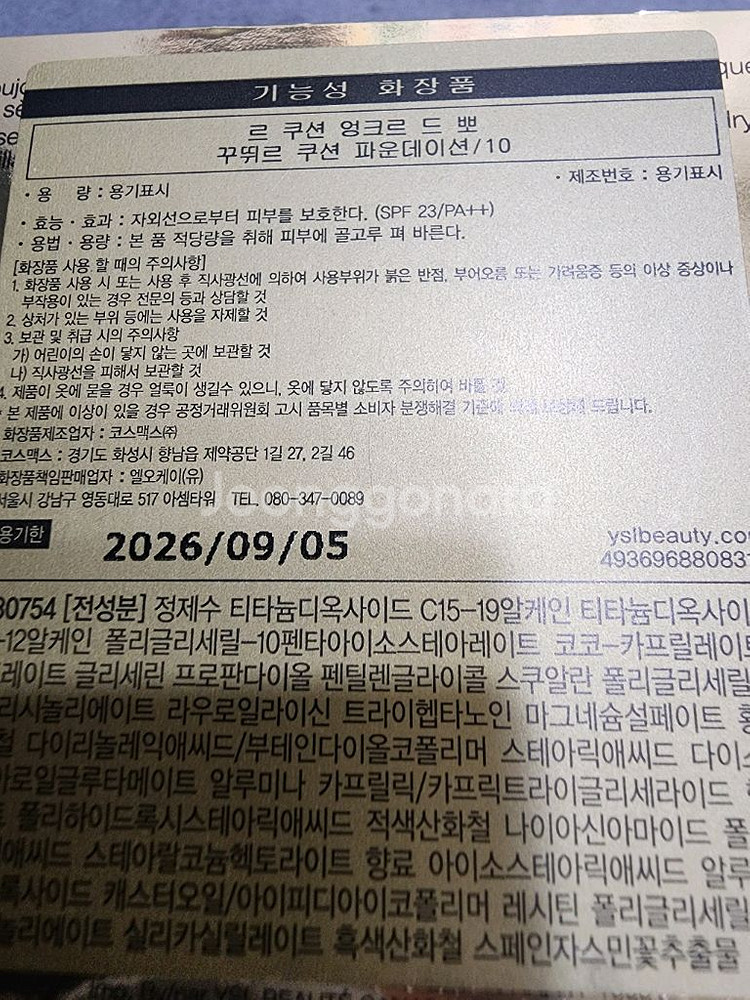 기능성 화장품
르 쿠션 엉크르 드 뽀
꾸뛰르 쿠션 파운데이션/10
· 용 량 : 용기표시 · 제조번호 : 용기표시
· 효능 · 효과 : 자외선으로부터 피부를 보호한다. (SPF 23/PA++)
· 용법 · 용량 : 본 품 적당량을 취해 피부에 골고루 펴 바른다.
[화장품 사용 할 때의 주의사항]
1. 화장품 사용 시 또는 사용 후 직사광선에 의하여 사용부위가 붉은 반점, 부어오름 또는 가려움증 등의 이상 증상이나
부작용이 있는 경우 전문의 등과 상담할 것
2. 상처가 있는 부위 등에는 사용을 자제할 것
3. 보관 및 취급 시의 주의사항
가) 어린이의 손이 닿지 않는 곳에 보관할 것
나) 직사광선을 피해서 보관할 것
4. 제품이 옷에 묻을 경우 얼룩이 생길수 있으니, 옷에 닿지 않도록 주의하여 바를 것
* 본 제품에 이상이 있을 경우 공정거래위원회 고시 품목별 소비자 분쟁해결 기준에 드립니다.
화장품제조업자 : 코스맥스㈜
코스맥스 : 경기도 화성시 향남읍 제약공단 1길 27, 2길 46
화장품책임판매업자 : 엘오케이(유)
서울시 강남구 영동대로 517 아셈타워 TEL. 080-347-0089
Joonggonara
용기한 2026/09/05
yslbeauty.co
493696880831
30754 [전성분] 정제수 티타늄디옥사이드 C15-19알케인 티타늄디옥사이
-12알케인 폴리글리세릴-10펜타아이소스테아레이트 코코-카프릴레이트
레이트 글리세린 프로판다이올 펜틸렌글라이콜 스쿠알란 폴리글리세릴
리시놀리에이트 라우로일라이신 트라이헵타노인 마그네슘설페이트 황
철 다이리놀레익애씨드/부테인다이올코폴리머 스테아릭애씨드 다이스
로일글루타메이트 알루미나 카프릴릭/카프릭트라이글리세라이드
폴리하이드록시스테아릭애씨드 적색산화철 나이아신아마이드 폴
애씨드 스테아랄코늄헥토라이트 향료 아이소스테아릭애씨드 알루
록사이드 캐스터오일/아이피디아이코폴리머 레시틴 폴리글리세릴
놀리에이트 실리카실릴레이트 흑색산화철 스페인자스민꽃추출물